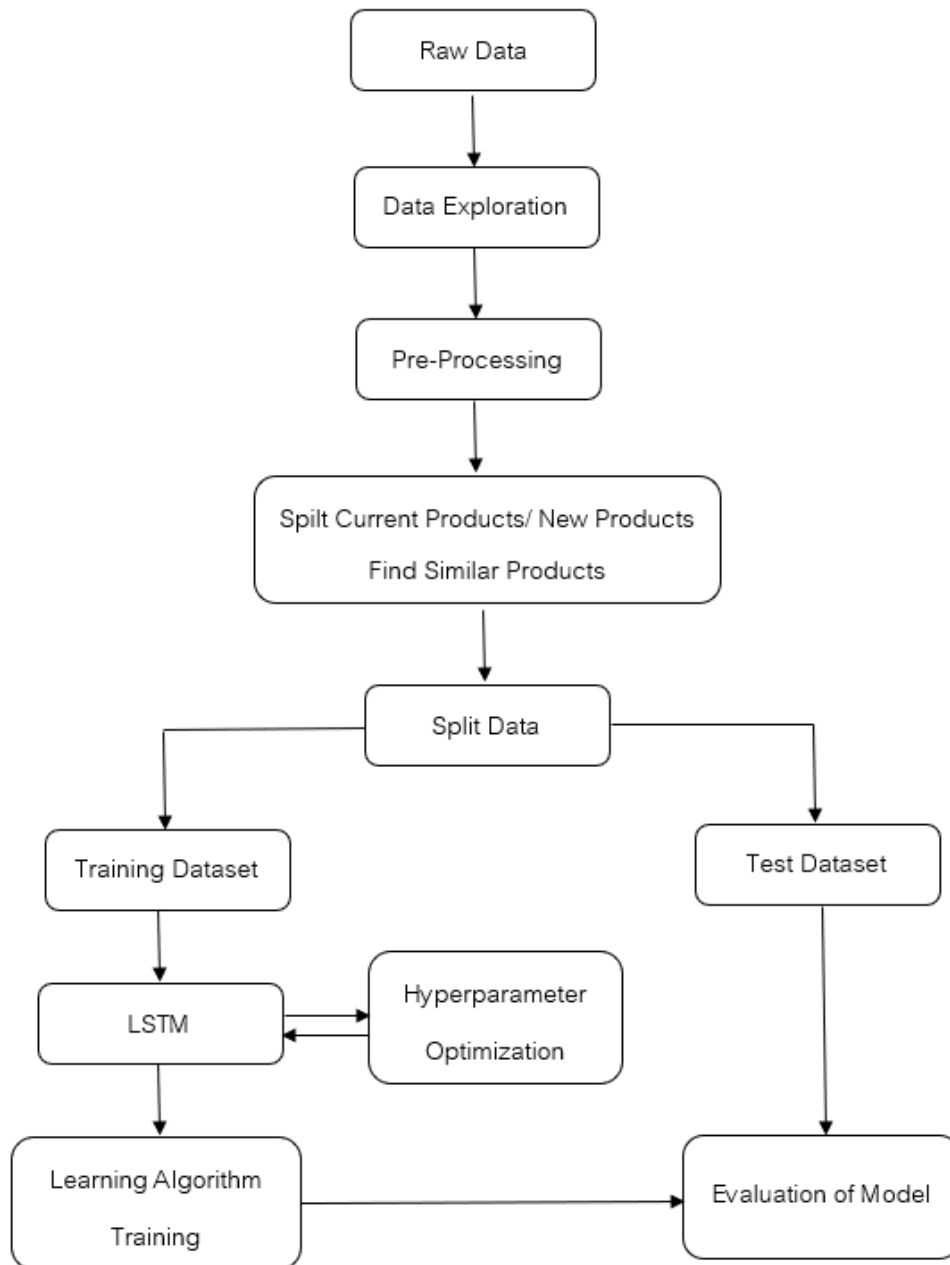 Raw Data
Data Exploration
Pre-Processing
Spilt Current Products/ New Products
Find Similar Products
Split Data
Training Dataset
Test Dataset
LSTM
Hyperparameter
Optimization
Learning Algorithm
Training
Evaluation of Model